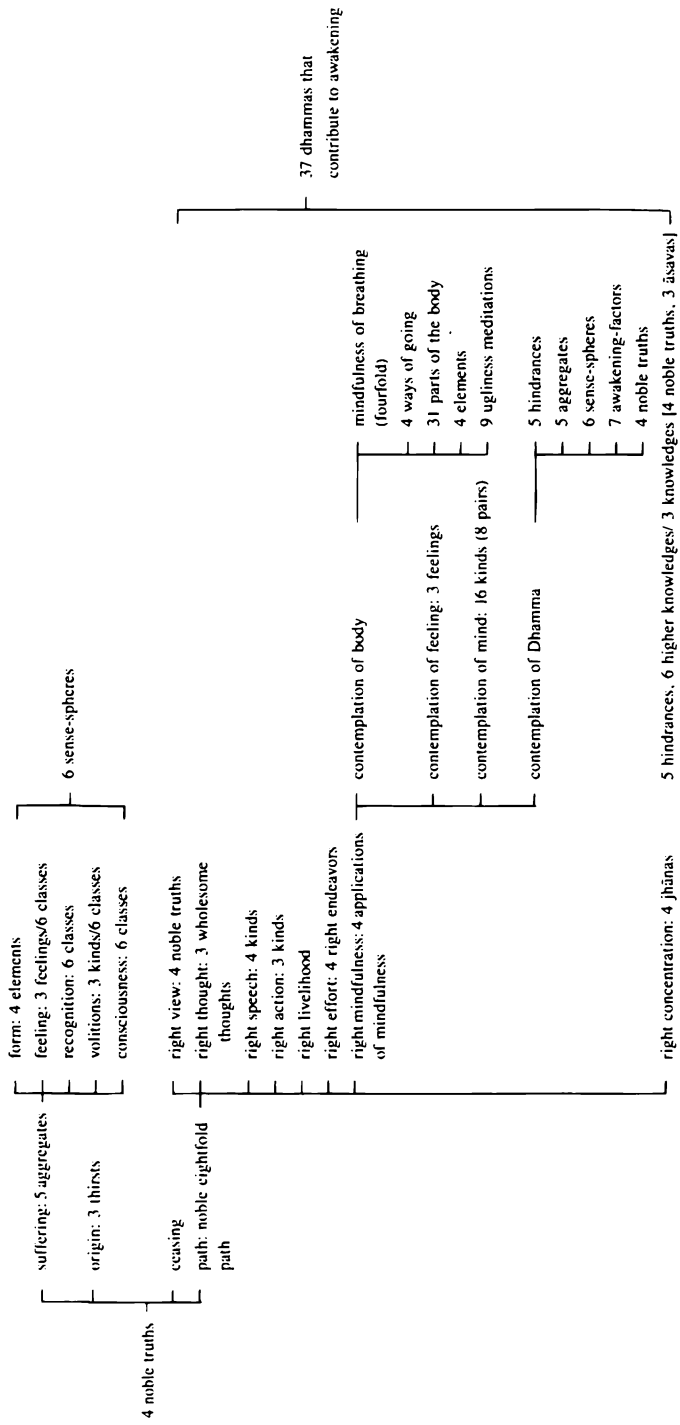 4 noble truths
suffering: 5 aggregates
origin: 3 thirsts
ceasing
path: noble eightfold
path
form: 4 elements
feeling: 3 feelings/6 classes
recognition: 6 classes
volitions: 3 kinds/6 classes
consciousness: 6 classes
6 sense-spheres
right view: 4 noble truths
right thought: 3 wholesome
thoughts
right speech: 4 kinds
right action: 3 kinds
right livelihood
right effort: 4 right endeavors
right mindfulness: 4 applications
of mindfulness
right concentration: 4 jhānas
contemplation of body
contemplation of feeling: 3 feelings
contemplation of mind: 16 kinds (8 pairs)
contemplation of Dhamma
mindfulness of breathing
(fourfold)
4 ways of going
31 parts of the body
4 elements
9 ugliness meditations
5 hindrances
5 aggregates
6 sense-spheres
7 awakening-factors
4 noble truths
5 hindrances, 6 higher knowledges/ 3 knowledges [4 noble truths, 3 āsavas]
37 dhammas that
contribute to awakening